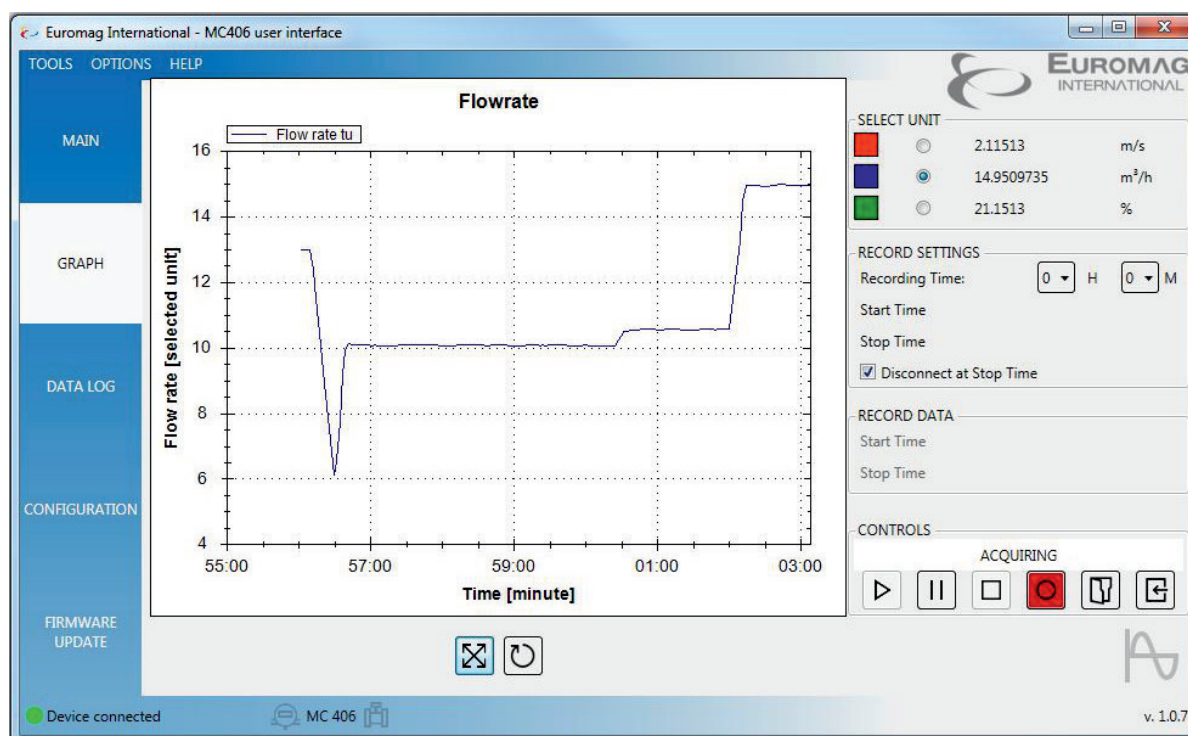 Euromag International - MC406 user interface
TOOLS OPTIONS HELP
EUROMAG
INTERNATIONAL
MAIN
GRAPH
DATA LOG
CONFIGURATION
FIRMWARE
UPDATE
Flowrate
Flow rate tu
Flow rate [selected unit]
16
14
12
10
8
6
4
55:00 57:00 59:00 01:00 03:00
Time [minute]
SELECT UNIT
2.11513 m/s
14.9509735 m³/h
21.1513 %
RECORD SETTINGS
Recording Time: 0 H 0 M
Start Time
Stop Time
Disconnect at Stop Time
RECORD DATA
Start Time
Stop Time
CONTROLS
ACQUIRING
Device connected MC 406 v. 1.0.7